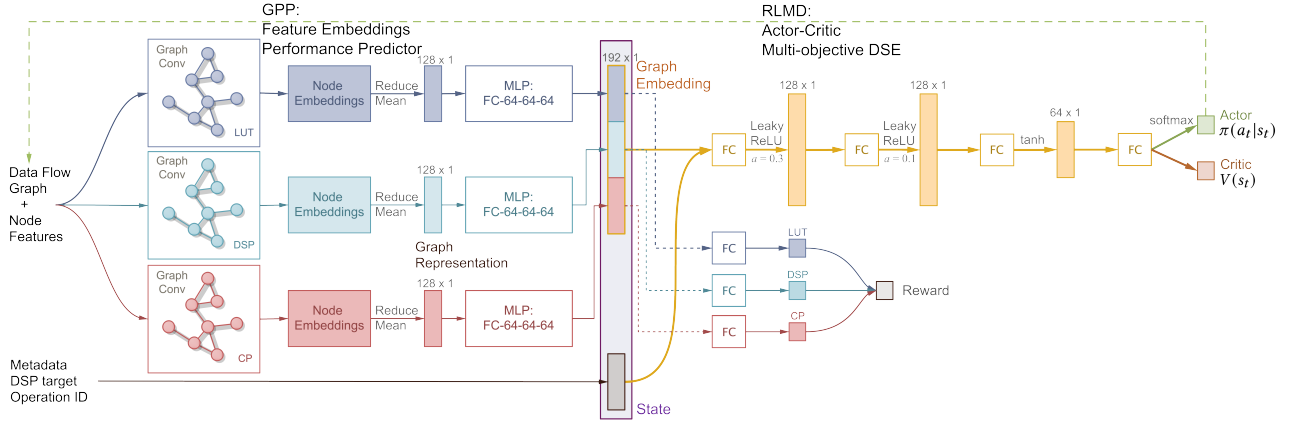 GPP:
Feature Embeddings
Performance Predictor
RLMD:
Actor-Critic
Multi-objective DSE
Graph
Conv
LUT
Node
Embeddings
Reduce
Mean
128 x 1
MLP:
FC-64-64-64
192 x 1
Graph
Embedding
Data Flow
Graph
+
Node
Features
Graph
Conv
DSP
Node
Embeddings
Reduce
Mean
128 x 1
MLP:
FC-64-64-64
Graph
Representation
Graph
Conv
CP
Node
Embeddings
Reduce
Mean
128 x 1
MLP:
FC-64-64-64
Metadata
DSP target
Operation ID
State
FC
Leaky
ReLU
a = 0.3
128 x 1
FC
Leaky
ReLU
a = 0.1
128 x 1
FC
tanh
64 x 1
FC
softmax
Actor
π(aₜ|sₜ)
Critic
V(sₜ)
FC
LUT
FC
DSP
FC
CP
Reward